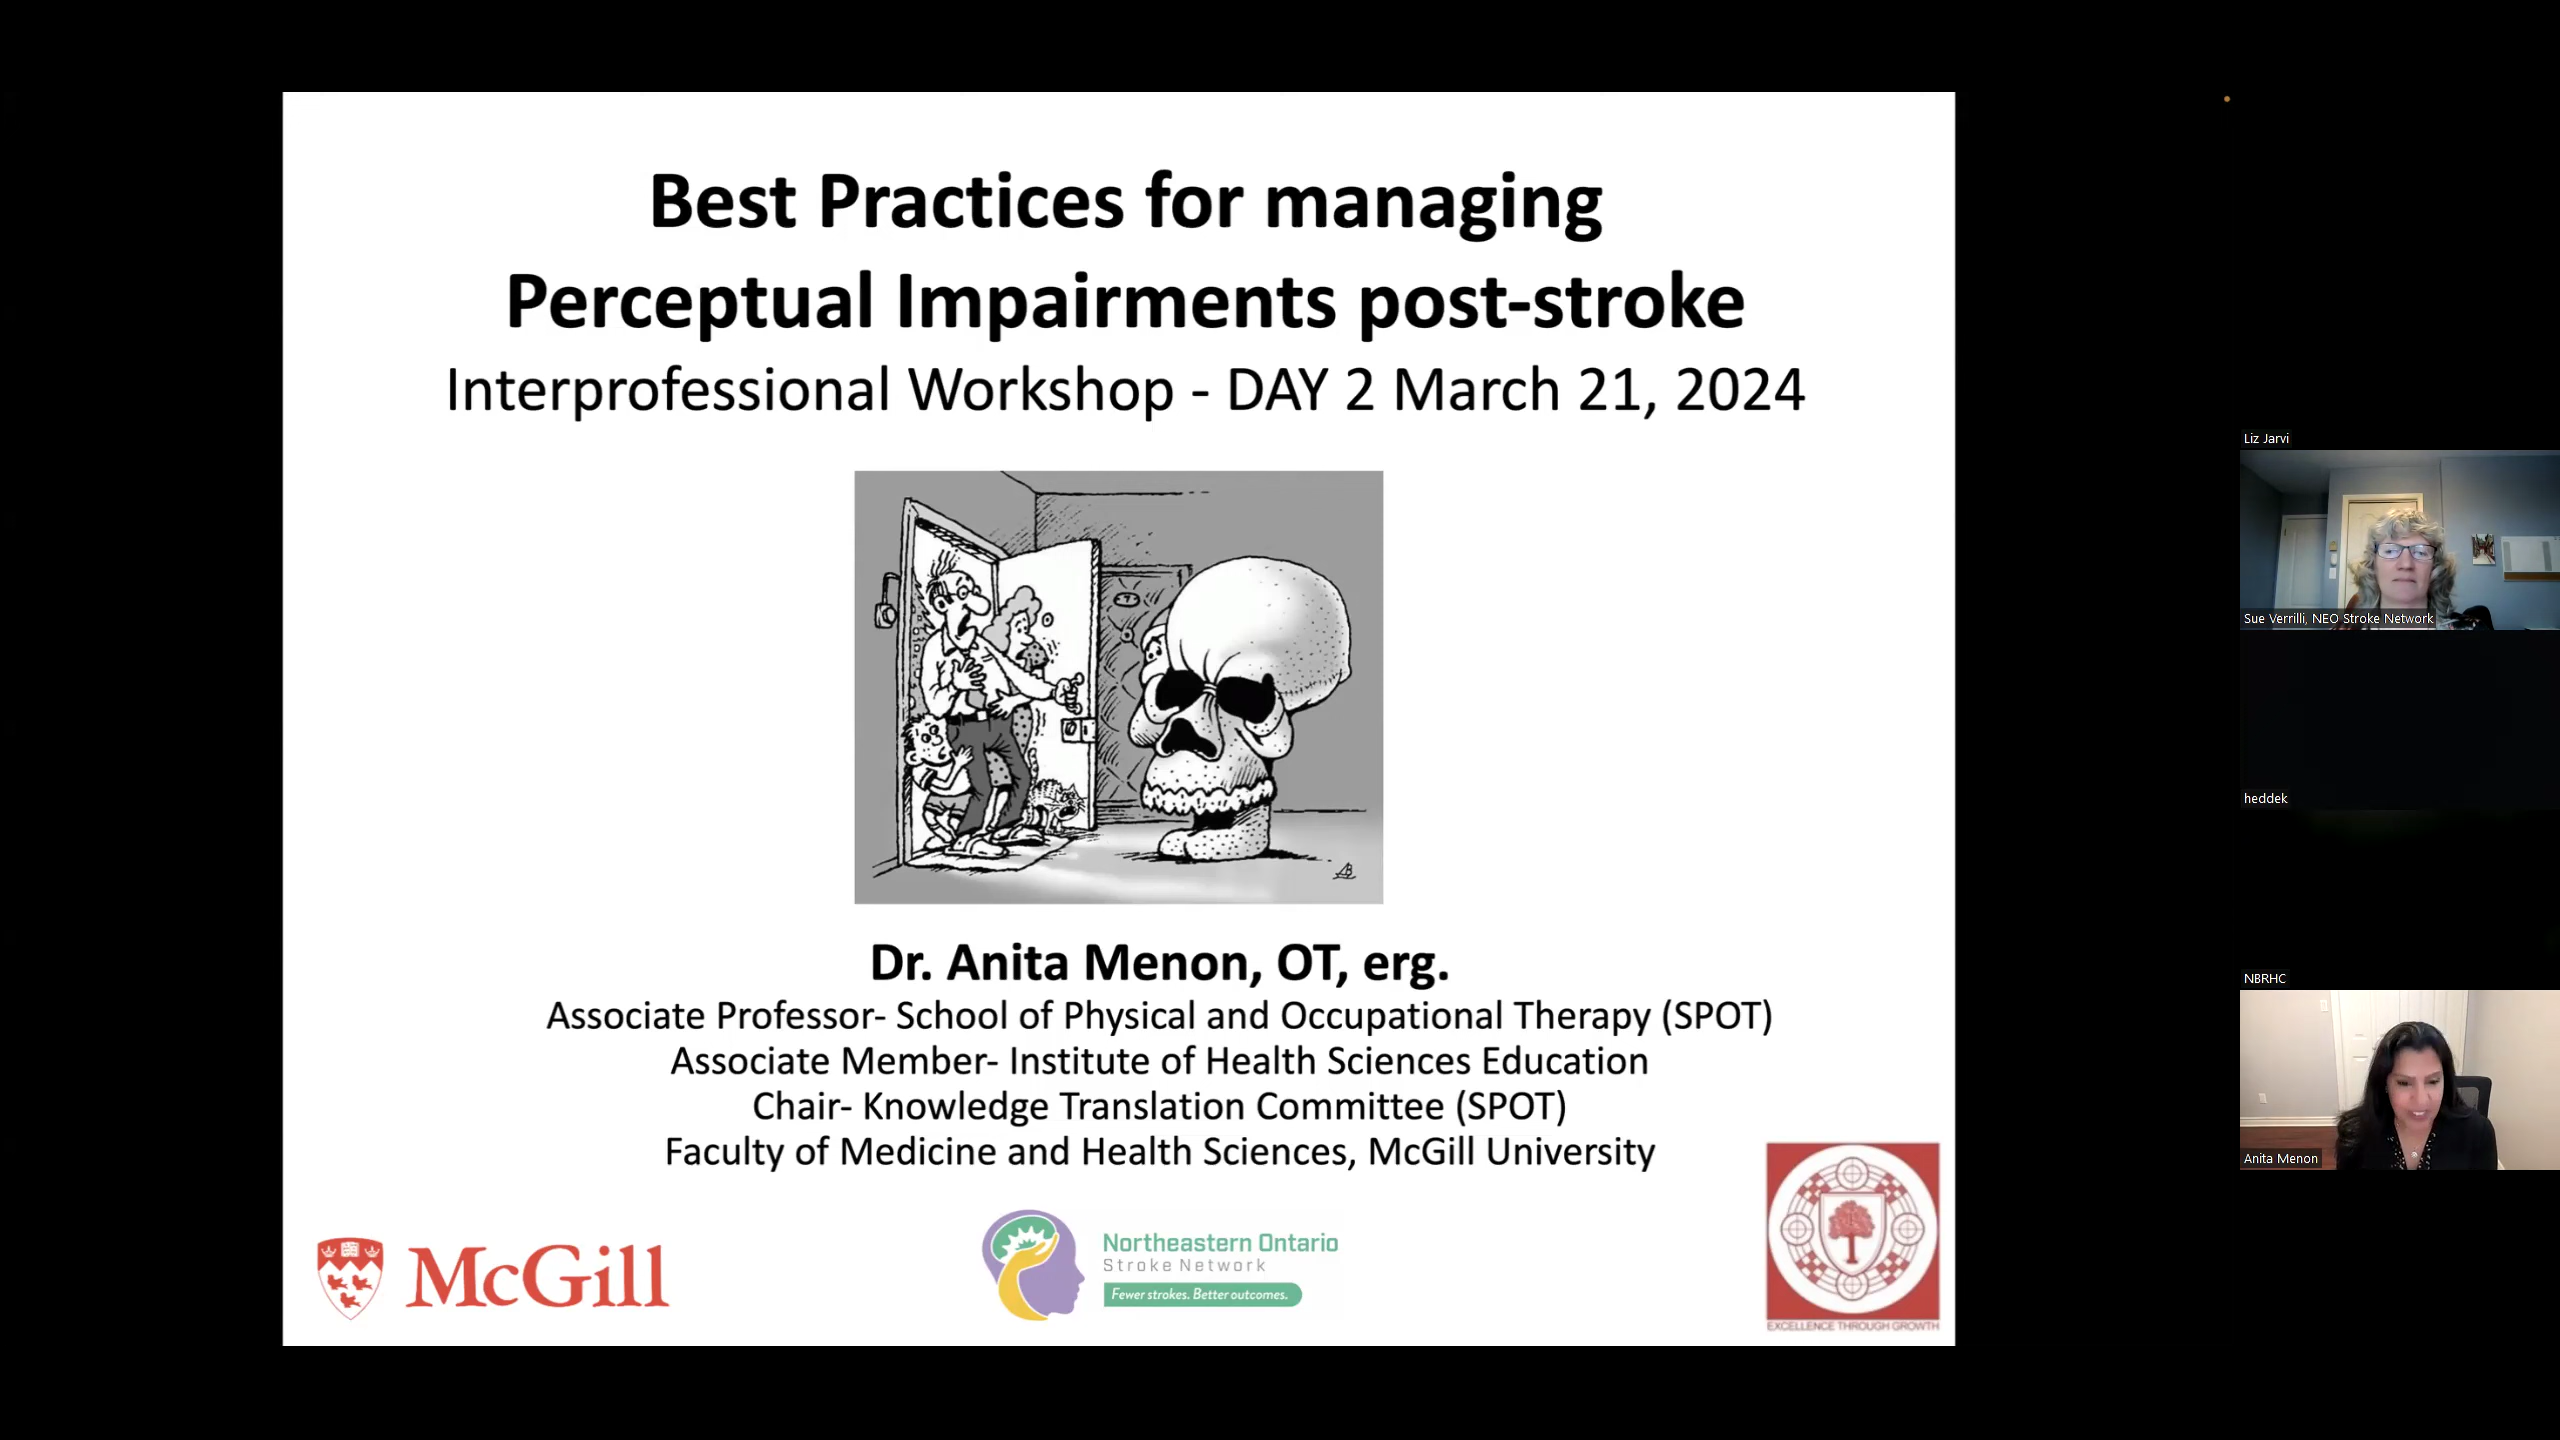 Best Practices for managing
Perceptual Impairments post-stroke
Interprofessional Workshop - DAY 2 March 21, 2024
Dr. Anita Menon, OT, erg.
Associate Professor- School of Physical and Occupational Therapy (SPOT)
Associate Member- Institute of Health Sciences Education
Chair- Knowledge Translation Committee (SPOT)
Faculty of Medicine and Health Sciences, McGill University
McGill
Northeastern Ontario
Stroke Network
Fewer strokes. Better outcomes.
EXCELLENCE THROUGH GROWTH
Liz Jarvi
Sue Verrilli, NEO Stroke Network
heddek
NBRHC
Anita Menon